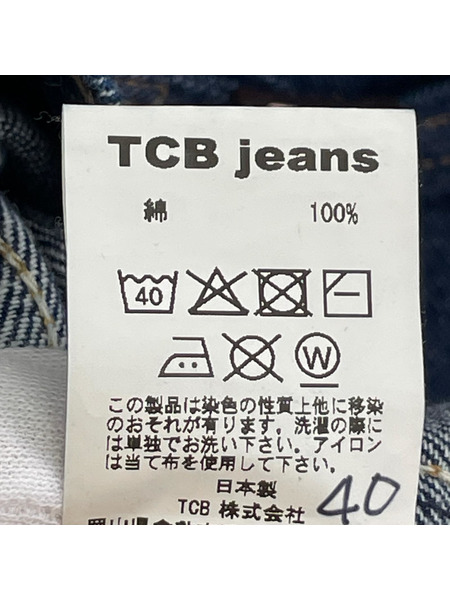 TCB jeans
綿 100%
40
W
この製品は染色の性質上他に移染
のおそれが有ります。洗濯の際に
は単独でお洗い下さい。アイロン
は当て布を使用して下さい。
日本製
TCB 株式会社
40